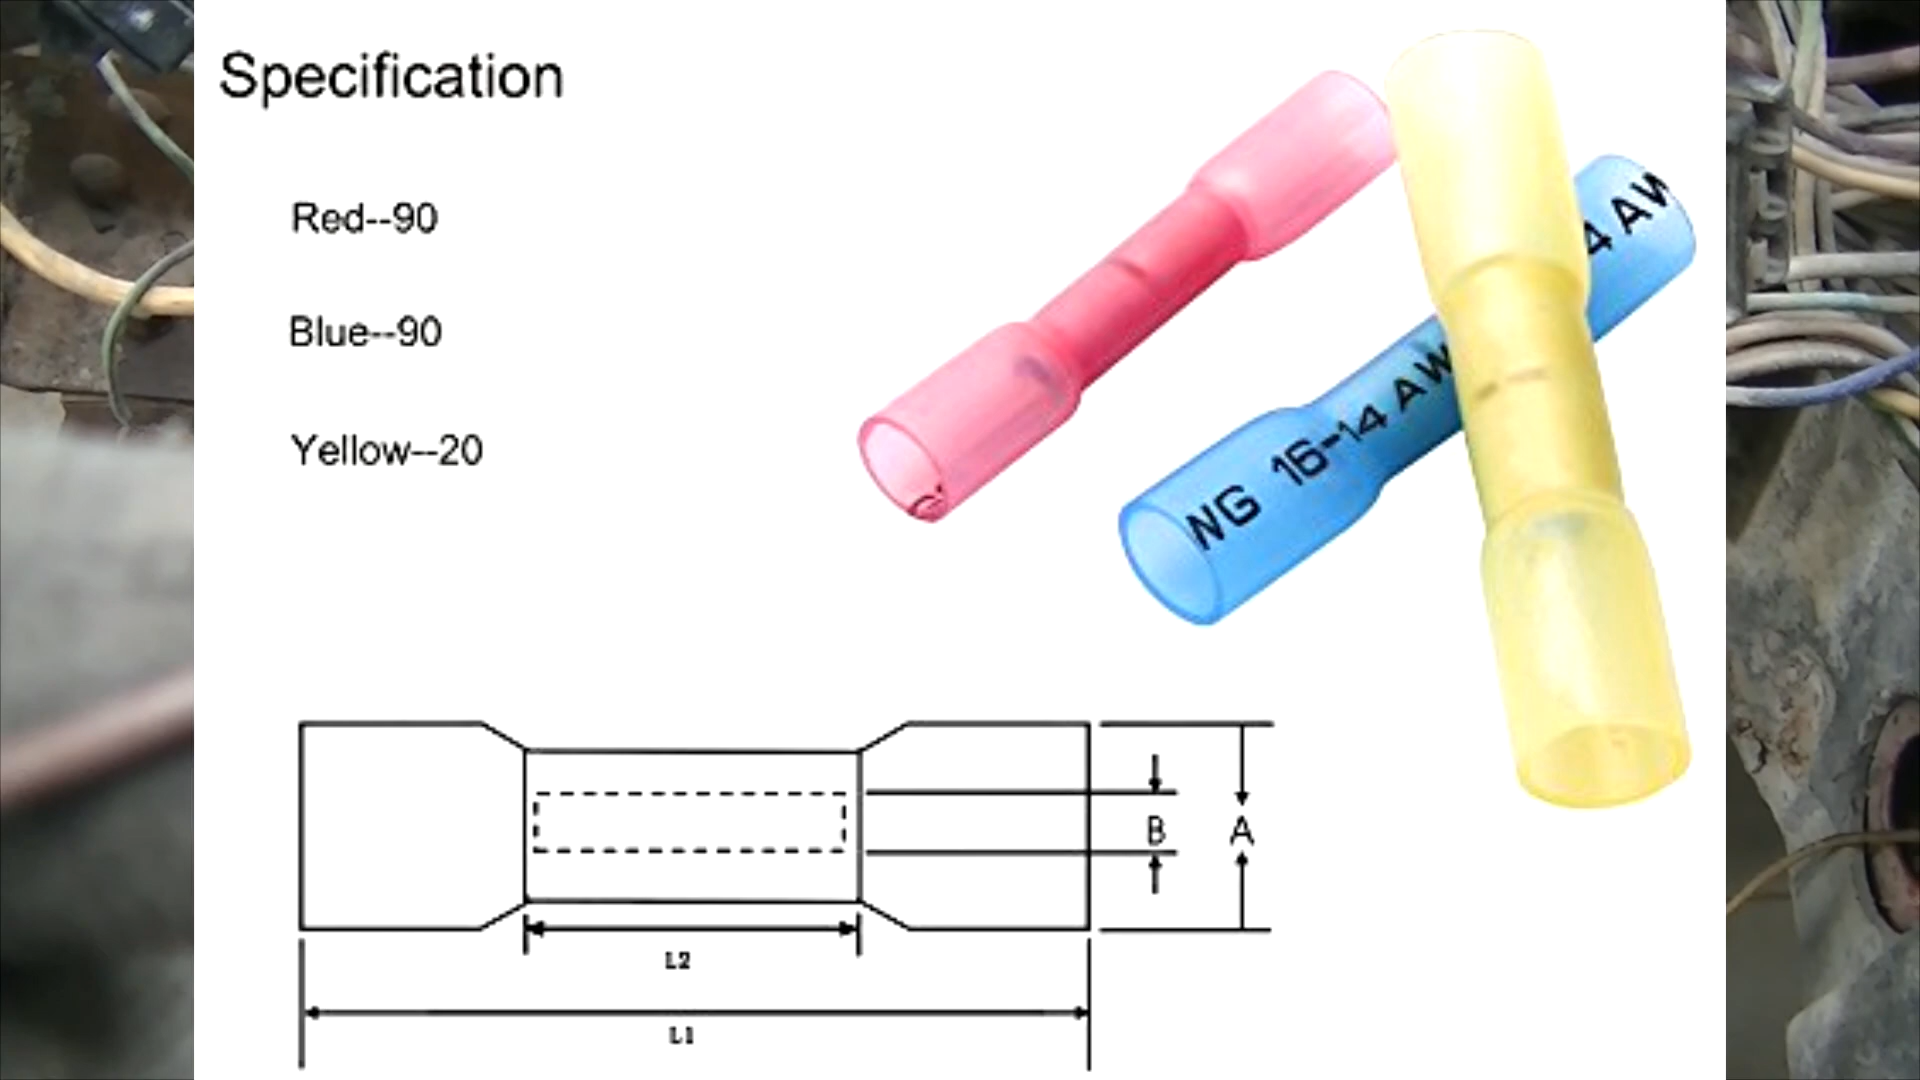 Specification
Red--90
Blue--90
Yellow--20
4 AW
NG 16-14 AW
B
A
L2
L1